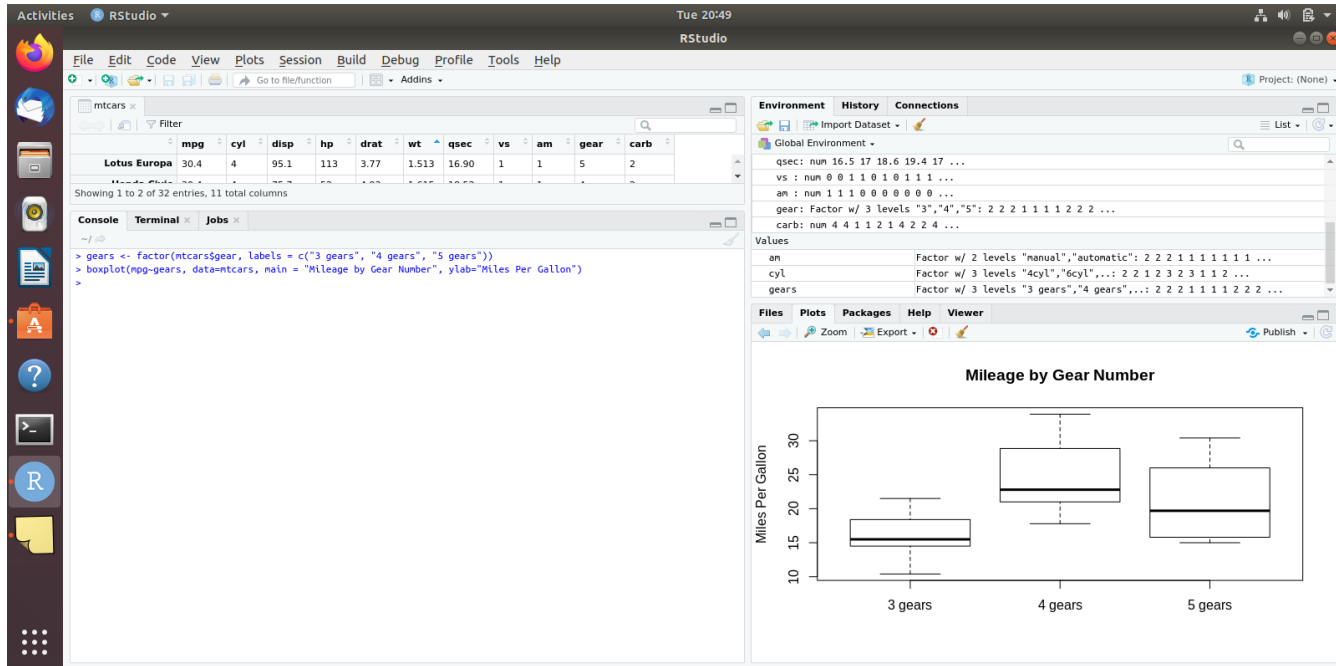 Activities RStudio Tue 20:49
RStudio
File Edit Code View Plots Session Build Debug Profile Tools Help
Go to file/function Addins Project: (None)
mtcars
Filter
mpg cyl disp hp drat wt qsec vs am gear carb
Lotus Europa 30.4 4 95.1 113 3.77 1.513 16.90 1 1 5 2
Showing 1 to 2 of 32 entries, 11 total columns
Console Terminal Jobs
~/
> gears <- factor(mtcars$gear, labels = c("3 gears", "4 gears", "5 gears"))
> boxplot(mpg~gears, data=mtcars, main = "Mileage by Gear Number", ylab="Miles Per Gallon")
>
Environment History Connections
Import Dataset List
Global Environment
qsec: num 16.5 17 18.6 19.4 17 ...
vs : num 0 0 1 1 0 1 0 1 1 1 ...
am : num 1 1 1 0 0 0 0 0 0 0 ...
gear: Factor w/ 3 levels "3","4","5": 2 2 2 1 1 1 1 2 2 2 ...
carb: num 4 4 1 1 2 1 4 2 2 4 ...
Values
am Factor w/ 2 levels "manual","automatic": 2 2 2 1 1 1 1 1 1 1 ...
cyl Factor w/ 3 levels "4cyl","6cyl",..: 2 2 1 2 3 2 3 1 1 2 ...
gears Factor w/ 3 levels "3 gears","4 gears",..: 2 2 2 1 1 1 1 2 2 2 ...
Files Plots Packages Help Viewer
Zoom Export Publish
Mileage by Gear Number
Miles Per Gallon
30
25
20
15
10
3 gears 4 gears 5 gears